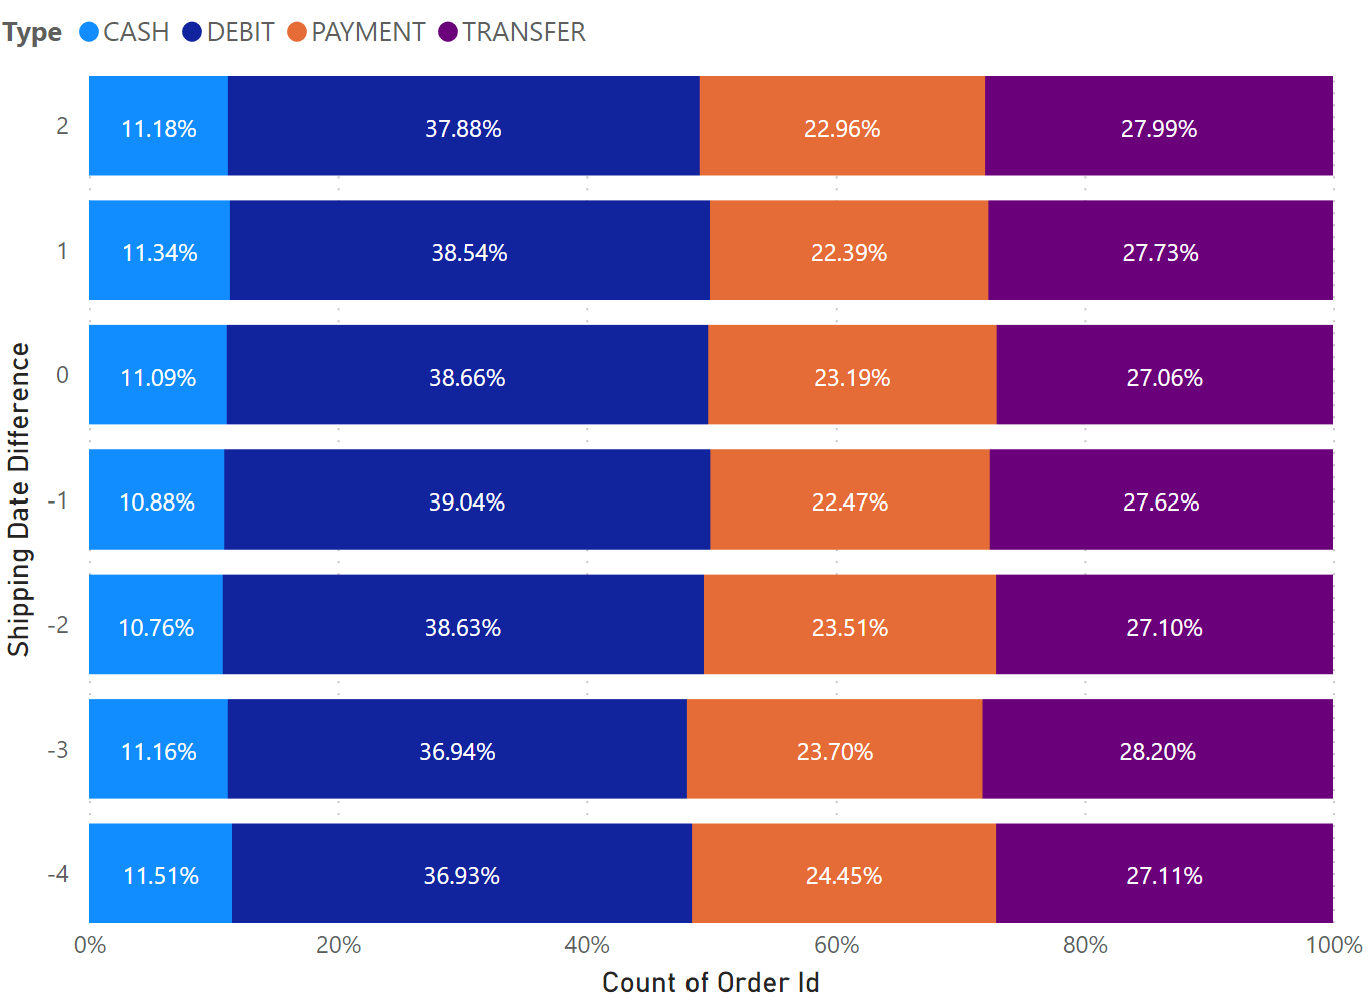 Type CASH DEBIT PAYMENT TRANSFER
2 11.18% 37.88% 22.96% 27.99%
1 11.34% 38.54% 22.39% 27.73%
0 11.09% 38.66% 23.19% 27.06%
-1 10.88% 39.04% 22.47% 27.62%
-2 10.76% 38.63% 23.51% 27.10%
-3 11.16% 36.94% 23.70% 28.20%
-4 11.51% 36.93% 24.45% 27.11%
Shipping Date Difference
0% 20% 40% 60% 80% 100%
Count of Order Id